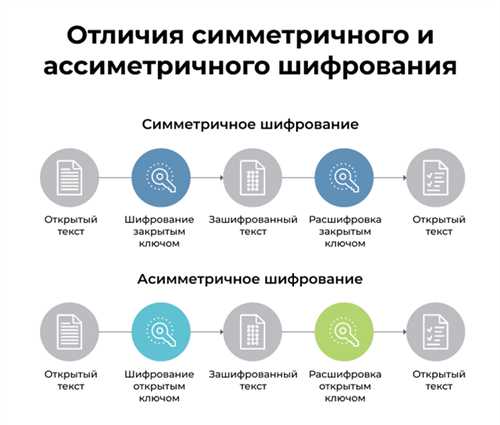 Отличия симметричного и
ассиметричного шифрования
Симметричное шифрование
Открытый текст
Шифрование закрытым ключом
Зашифрованный текст
Расшифровка закрытым ключом
Открытый текст
Асимметричное шифрование
Открытый текст
Шифрование открытым ключом
Зашифрованный текст
Расшифровка открытым ключом
Открытый текст